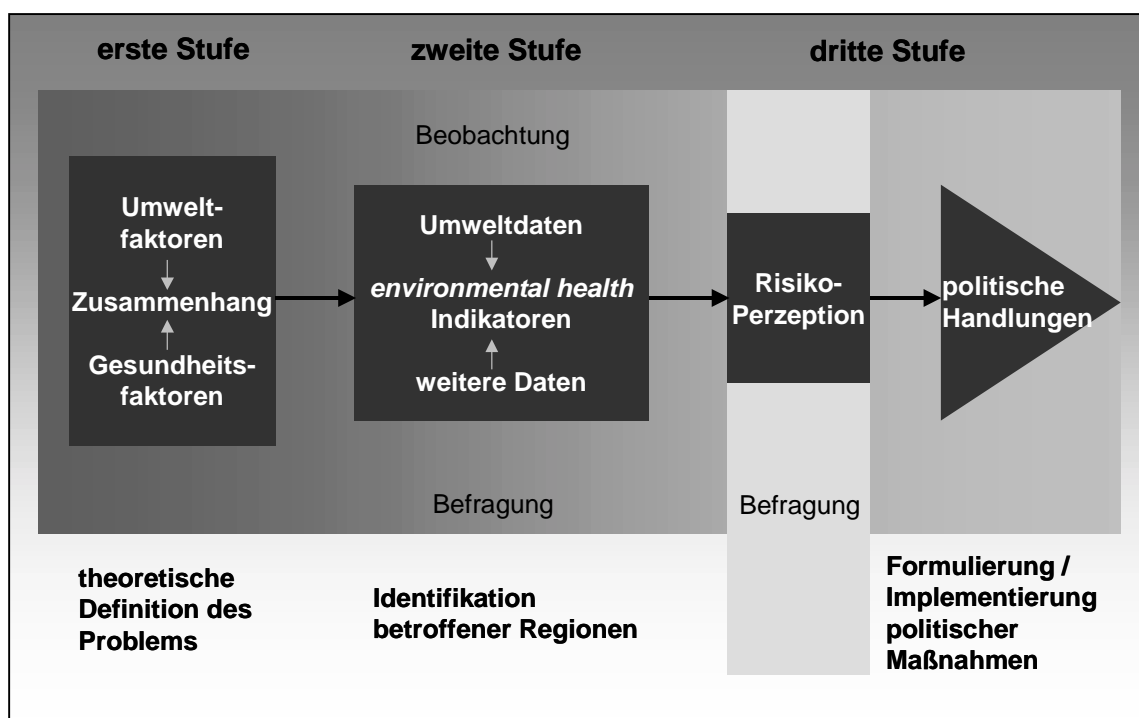 erste Stufe
zweite Stufe
dritte Stufe
Beobachtung
Umwelt-
faktoren
Zusammenhang
Gesundheits-
faktoren
Umweltdaten
environmental health
Indikatoren
weitere Daten
Risiko-
Perzeption
politische
Handlungen
Befragung
Befragung
theoretische
Definition des
Problems
Identifikation
betroffener Regionen
Formulierung /
Implementierung
politischer
Maßnahmen